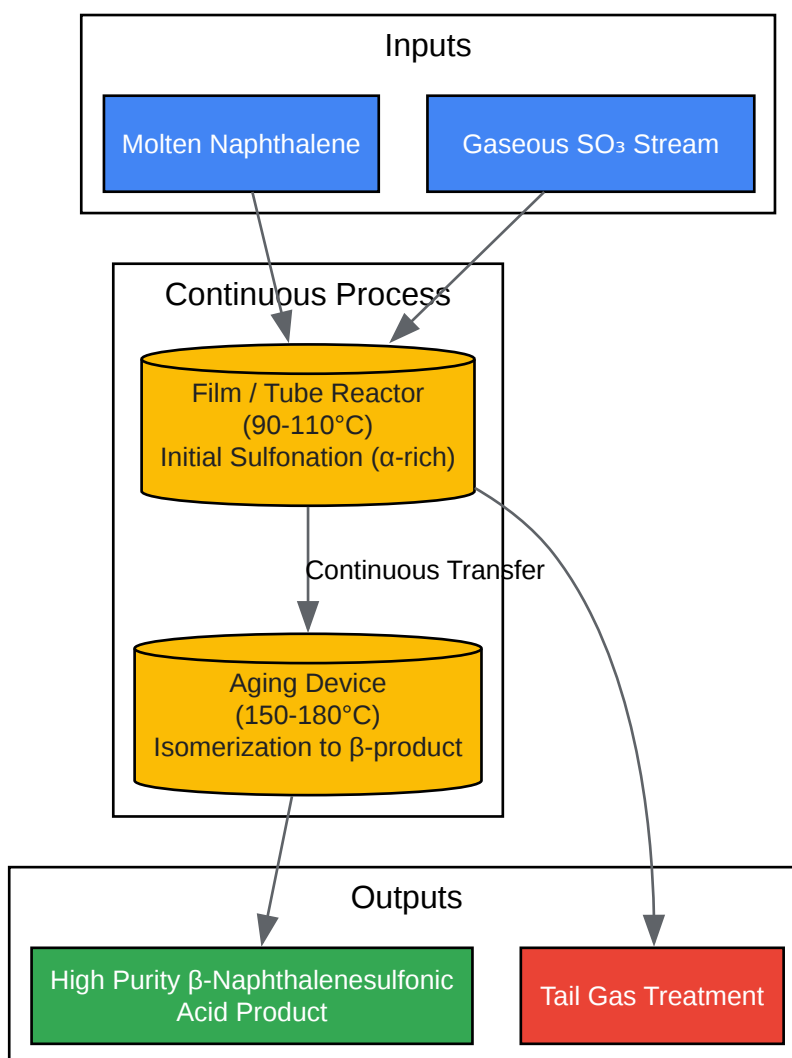 Inputs
Molten Naphthalene
Gaseous SO₃ Stream
Continuous Process
Film / Tube Reactor
(90-110°C)
Initial Sulfonation (α-rich)
Continuous Transfer
Aging Device
(150-180°C)
Isomerization to β-product
Outputs
High Purity β-Naphthalenesulfonic
Acid Product
Tail Gas Treatment